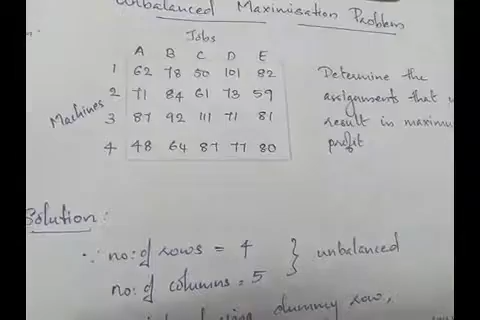 Unbalanced Maximisation Problem
Jobs
A B C D E
1 62 78 50 101 82
2 71 84 61 73 59
3 87 92 111 71 81
4 48 64 87 77 80
Machines
Determine the
assignments that
result in
profit
Solution :
∵ no: of rows = 4
no: of columns = 5
} unbalanced
dummy row,